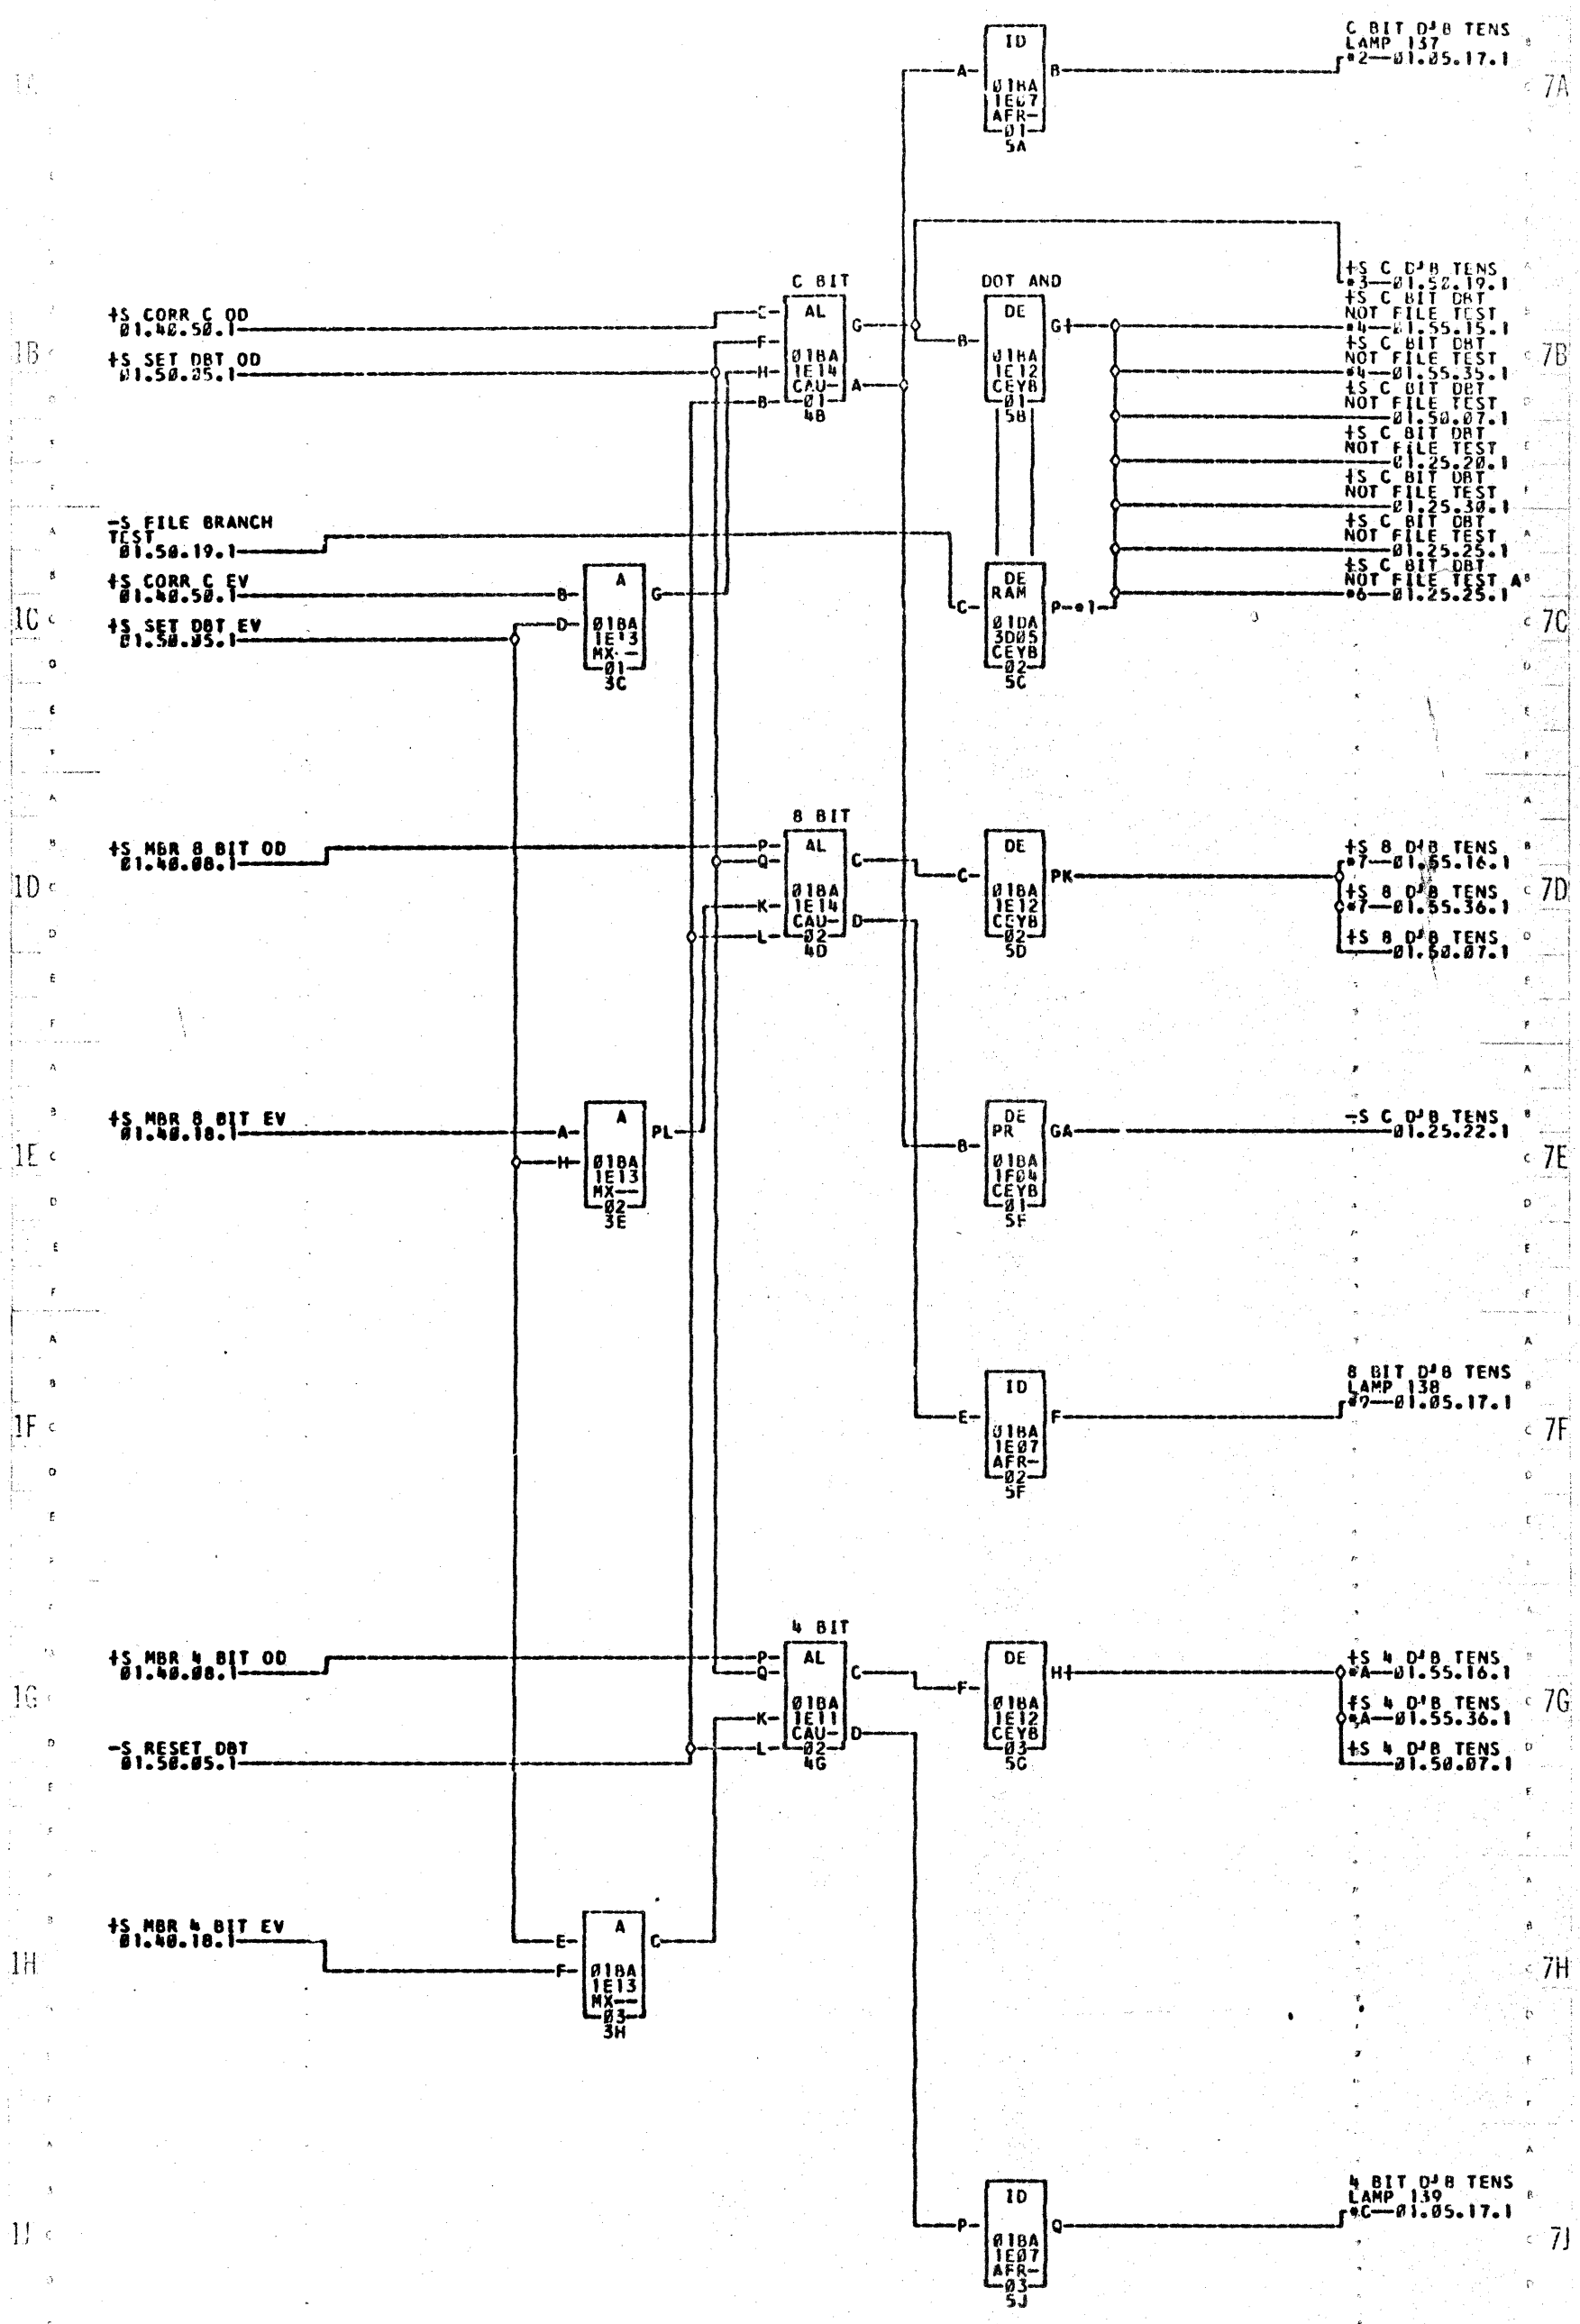 C BIT D'B TENS
LAMP 137
*2—01.05.17.1
ID
A B
01BA
1E07
AFR-
01
5A
1A
7A
C BIT
DOT AND
+S CORR C OD
01.40.50.1
+S SET DBT OD
01.50.05.1
AL
F G
H
B A
01BA
1E14
CAU-
01
4B
DE
B G+
01BA
1E12
CEYB
01
5B
+S C D'B TENS
*3—01.50.19.1
+S C BIT DBT
NOT FILE TEST
*4—01.55.15.1
+S C BIT DBT
NOT FILE TEST
*4—01.55.35.1
+S C BIT DBT
NOT FILE TEST
01.50.07.1
+S C BIT DBT
NOT FILE TEST
01.25.20.1
+S C BIT DBT
NOT FILE TEST
01.25.30.1
+S C BIT DBT
NOT FILE TEST
01.25.25.1
+S C BIT DBT
NOT FILE TEST A
*6—01.25.25.1
1B
7B
-S FILE BRANCH
TEST
01.50.19.1
+S CORR C EV
01.40.50.1
+S SET DBT EV
01.50.05.1
A
B G
D
01BA
1E13
MX--
01
3C
DE
RAM
C P *1
01DA
3D05
CEYB
02
5C
1C
7C
8 BIT
+S MBR 8 BIT OD
01.40.08.1
AL
P C
Q
K D
L
01BA
1E14
CAU-
02
4D
DE
C PK
01BA
1E12
CEYB
02
5D
+S 8 D'B TENS
*7—01.55.16.1
+S 8 D'B TENS
*7—01.55.36.1
+S 8 D'B TENS
01.50.07.1
1D
7D
+S MBR 8 BIT EV
01.40.18.1
A
A PL
H
01BA
1E13
MX--
02
3E
DE
PR
B GA
01BA
1F04
CEYB
01
5F
-S C D'B TENS
01.25.22.1
1E
7E
8 BIT D'B TENS
LAMP 138
01.05.17.1
ID
E F
01BA
1E07
AFR-
02
5F
1F
7F
4 BIT
+S MBR 4 BIT OD
01.40.08.1
-S RESET DBT
01.50.05.1
AL
P C
Q
K D
L
01BA
1E11
CAU-
02
4G
DE
F H+
01BA
1E12
CEYB
03
5G
+S 4 D'B TENS
*A—01.55.16.1
+S 4 D'B TENS
*A—01.55.36.1
+S 4 D'B TENS
01.50.07.1
1G
7G
+S MBR 4 BIT EV
01.40.18.1
A
E C
F
01BA
1E13
MX--
03
3H
1H
7H
4 BIT D'B TENS
LAMP 139
*C—01.05.17.1
ID
P Q
01BA
1E07
AFR-
03
5J
1J
7J